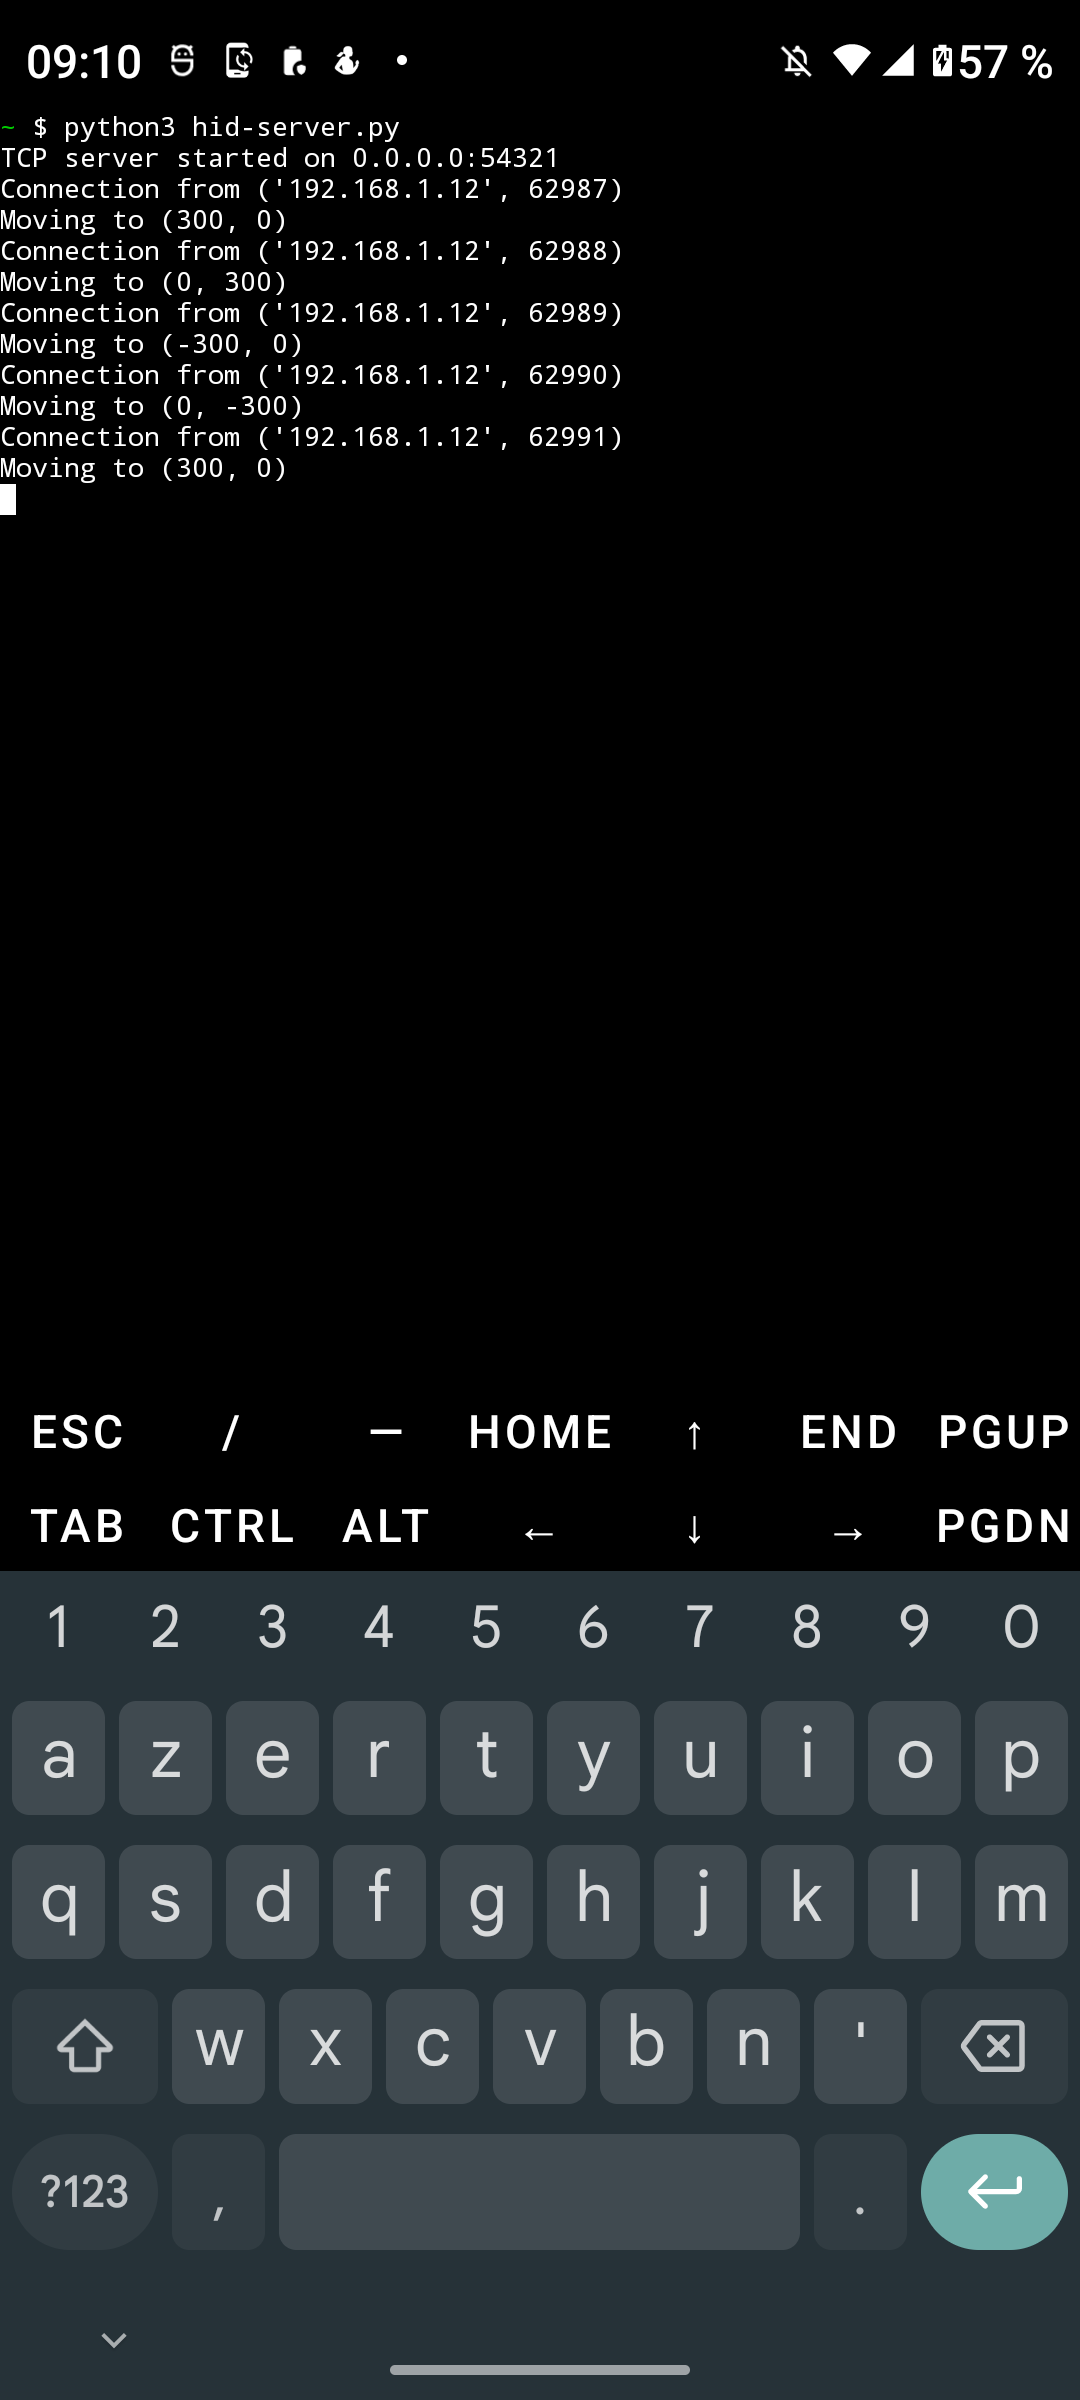 09:10 57 %
~ $ python3 hid-server.py
TCP server started on 0.0.0.0:54321
Connection from ('192.168.1.12', 62987)
Moving to (300, 0)
Connection from ('192.168.1.12', 62988)
Moving to (0, 300)
Connection from ('192.168.1.12', 62989)
Moving to (-300, 0)
Connection from ('192.168.1.12', 62990)
Moving to (0, -300)
Connection from ('192.168.1.12', 62991)
Moving to (300, 0)
ESC / — HOME ↑ END PGUP
TAB CTRL ALT ← ↓ → PGDN
1 2 3 4 5 6 7 8 9 0
a z e r t y u i o p
q s d f g h j k l m
w x c v b n '
?123 , .